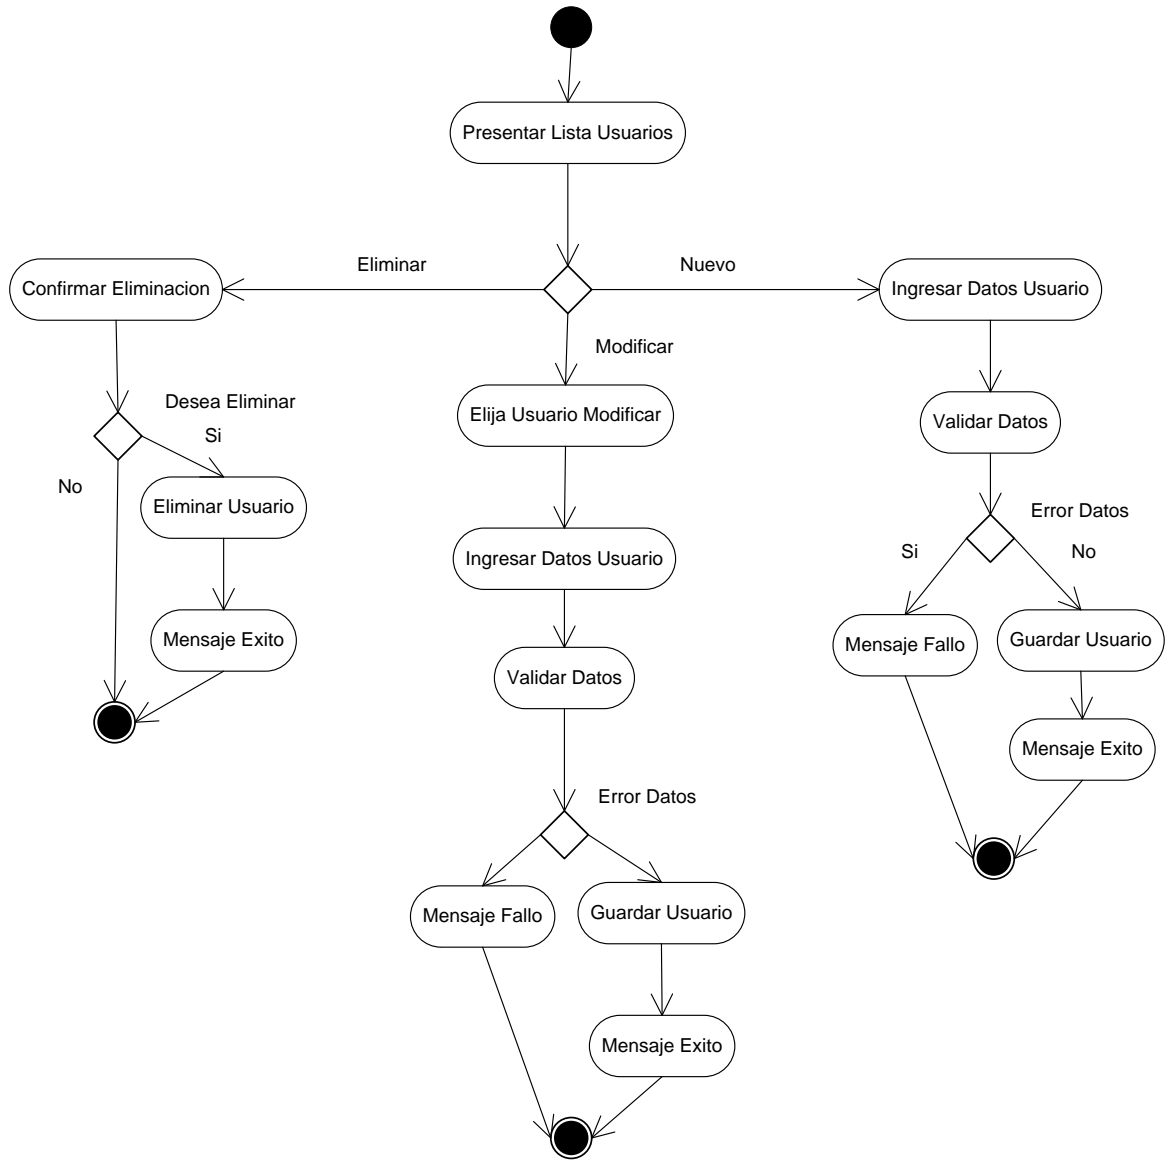 Presentar Lista Usuarios
Eliminar
Nuevo
Confirmar Eliminacion
Ingresar Datos Usuario
Modificar
Desea Eliminar
Si
No
Elija Usuario Modificar
Validar Datos
Eliminar Usuario
Error Datos
Si
No
Ingresar Datos Usuario
Mensaje Exito
Mensaje Fallo
Guardar Usuario
Validar Datos
Mensaje Exito
Error Datos
Mensaje Fallo
Guardar Usuario
Mensaje Exito